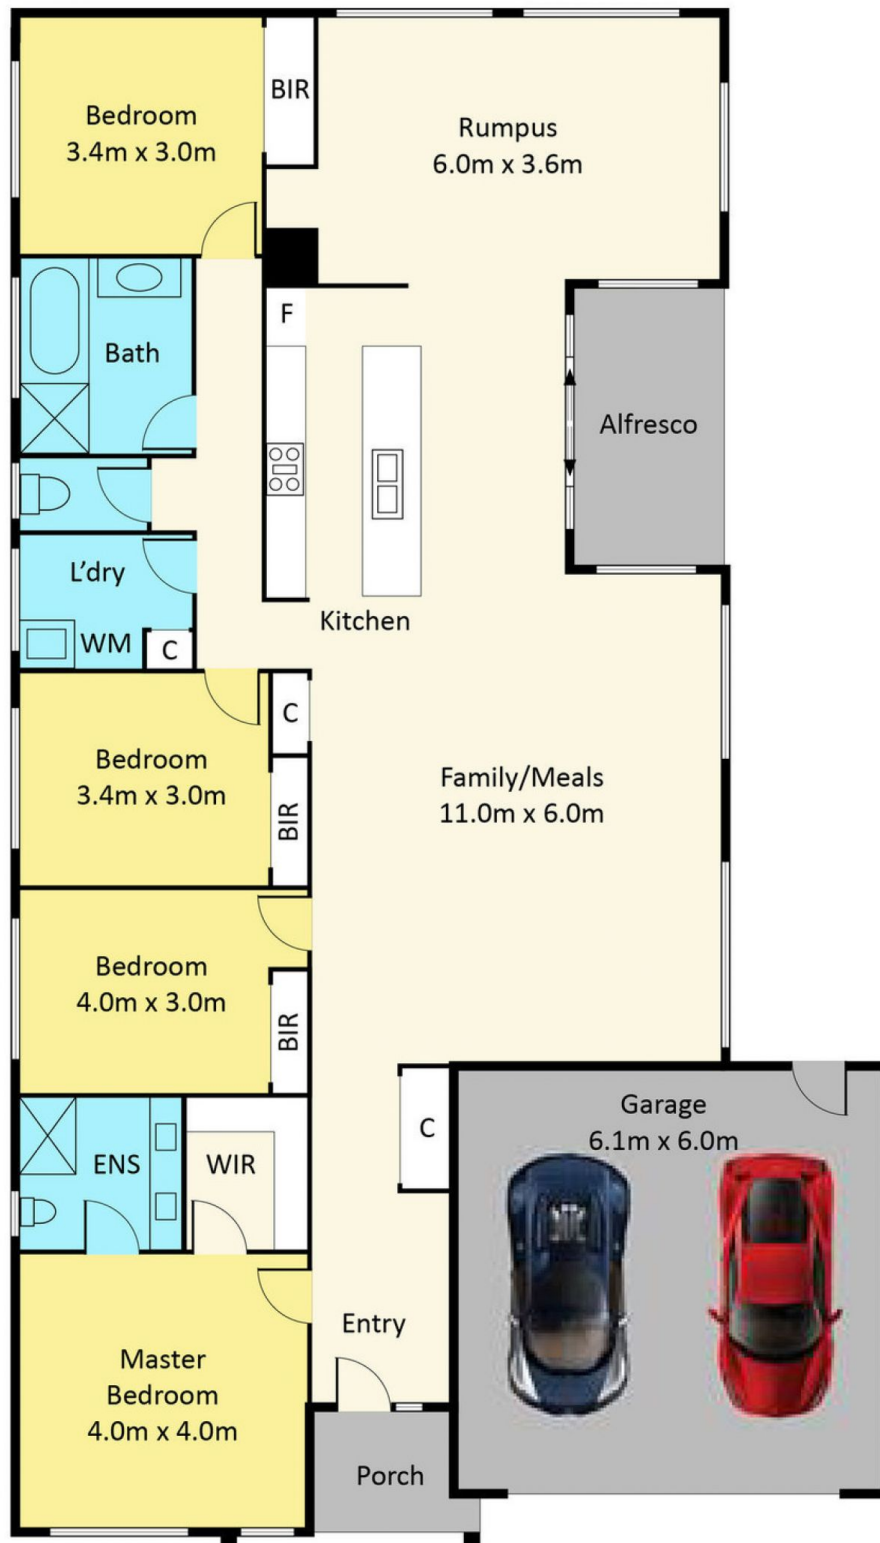 Bedroom
3.4m x 3.0m
BIR
Rumpus
6.0m x 3.6m
Bath
F
Alfresco
L’dry
WM
C
Kitchen
Bedroom
3.4m x 3.0m
C
BIR
Family/Meals
11.0m x 6.0m
Bedroom
4.0m x 3.0m
BIR
ENS
WIR
C
Garage
6.1m x 6.0m
Entry
Master
Bedroom
4.0m x 4.0m
Porch